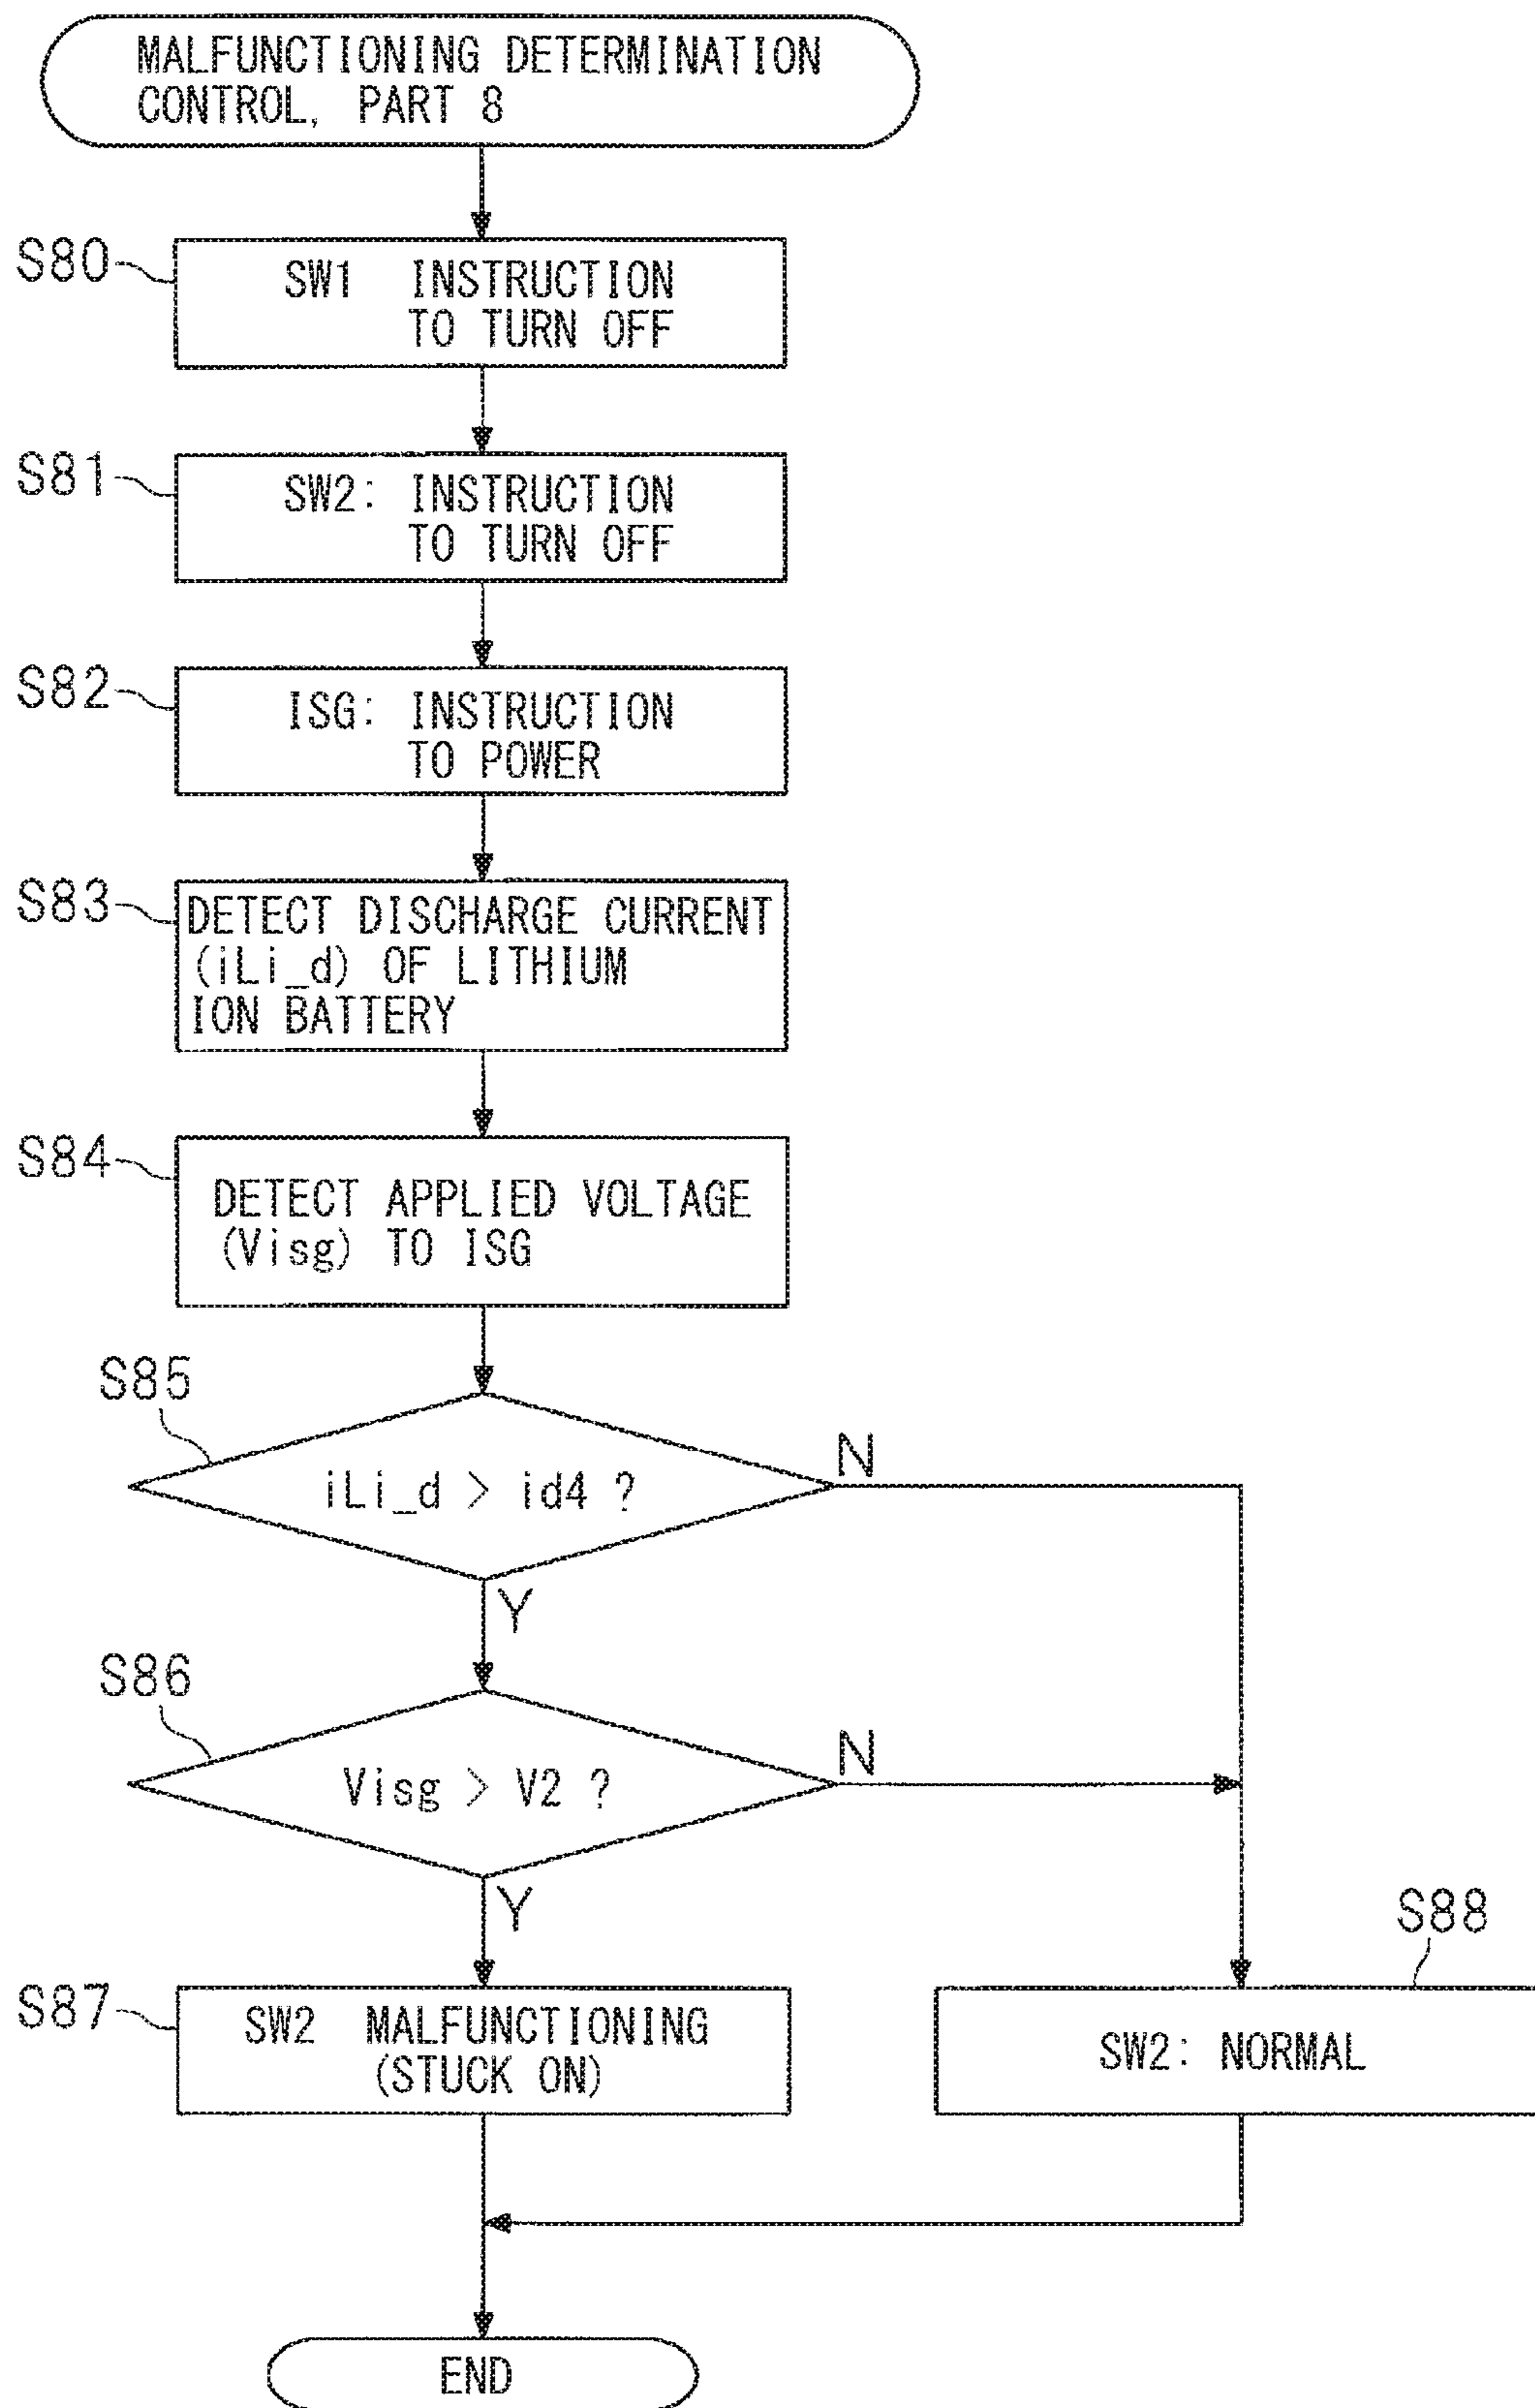 MALFUNCTIONING DETERMINATION
CONTROL, PART 8
S80
SW1 INSTRUCTION
TO TURN OFF
S81
SW2: INSTRUCTION
TO TURN OFF
S82
ISG: INSTRUCTION
TO POWER
S83
DETECT DISCHARGE CURRENT
(iLi_d) OF LITHIUM
ION BATTERY
S84
DETECT APPLIED VOLTAGE
(Visg) TO ISG
S85
iLi_d > id4 ?
N
Y
S86
Visg > V2 ?
N
Y
S87
SW2 MALFUNCTIONING
(STUCK ON)
S88
SW2: NORMAL
END